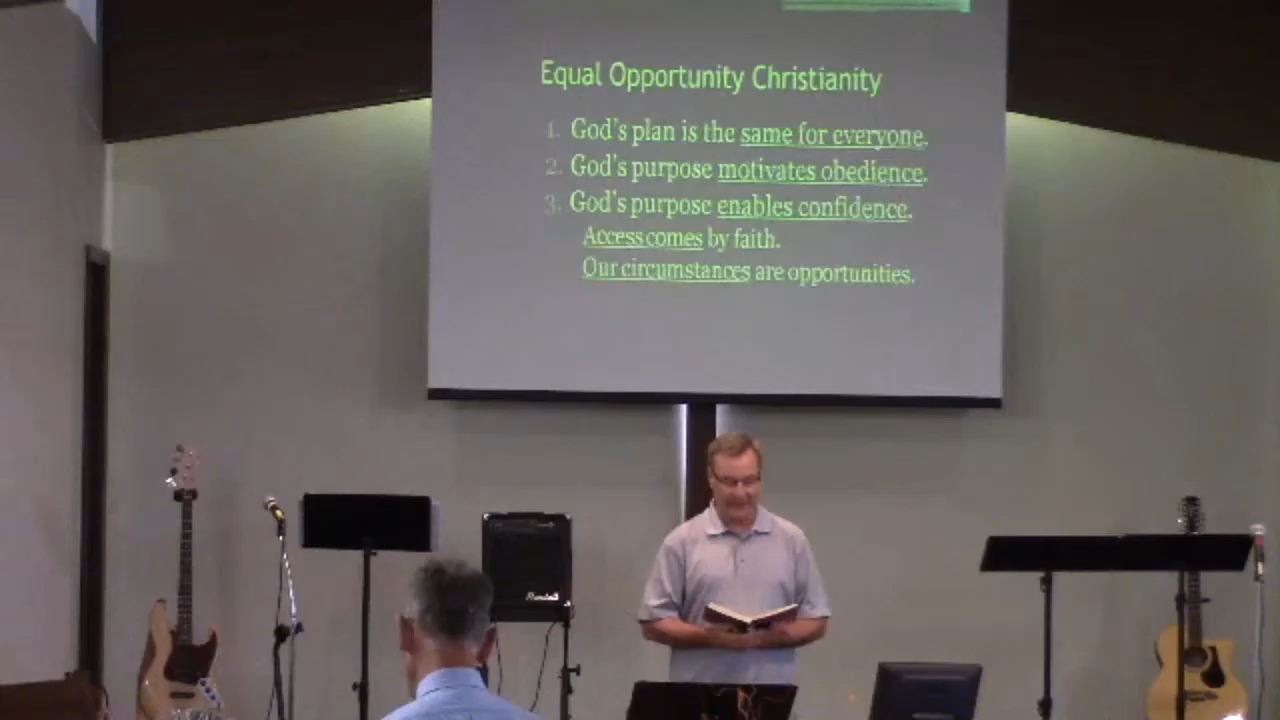 Equal Opportunity Christianity
1. God's plan is the same for everyone.
2. God's purpose motivates obedience.
3. God's purpose enables confidence.
Access comes by faith.
Our circumstances are opportunities.
Marshall